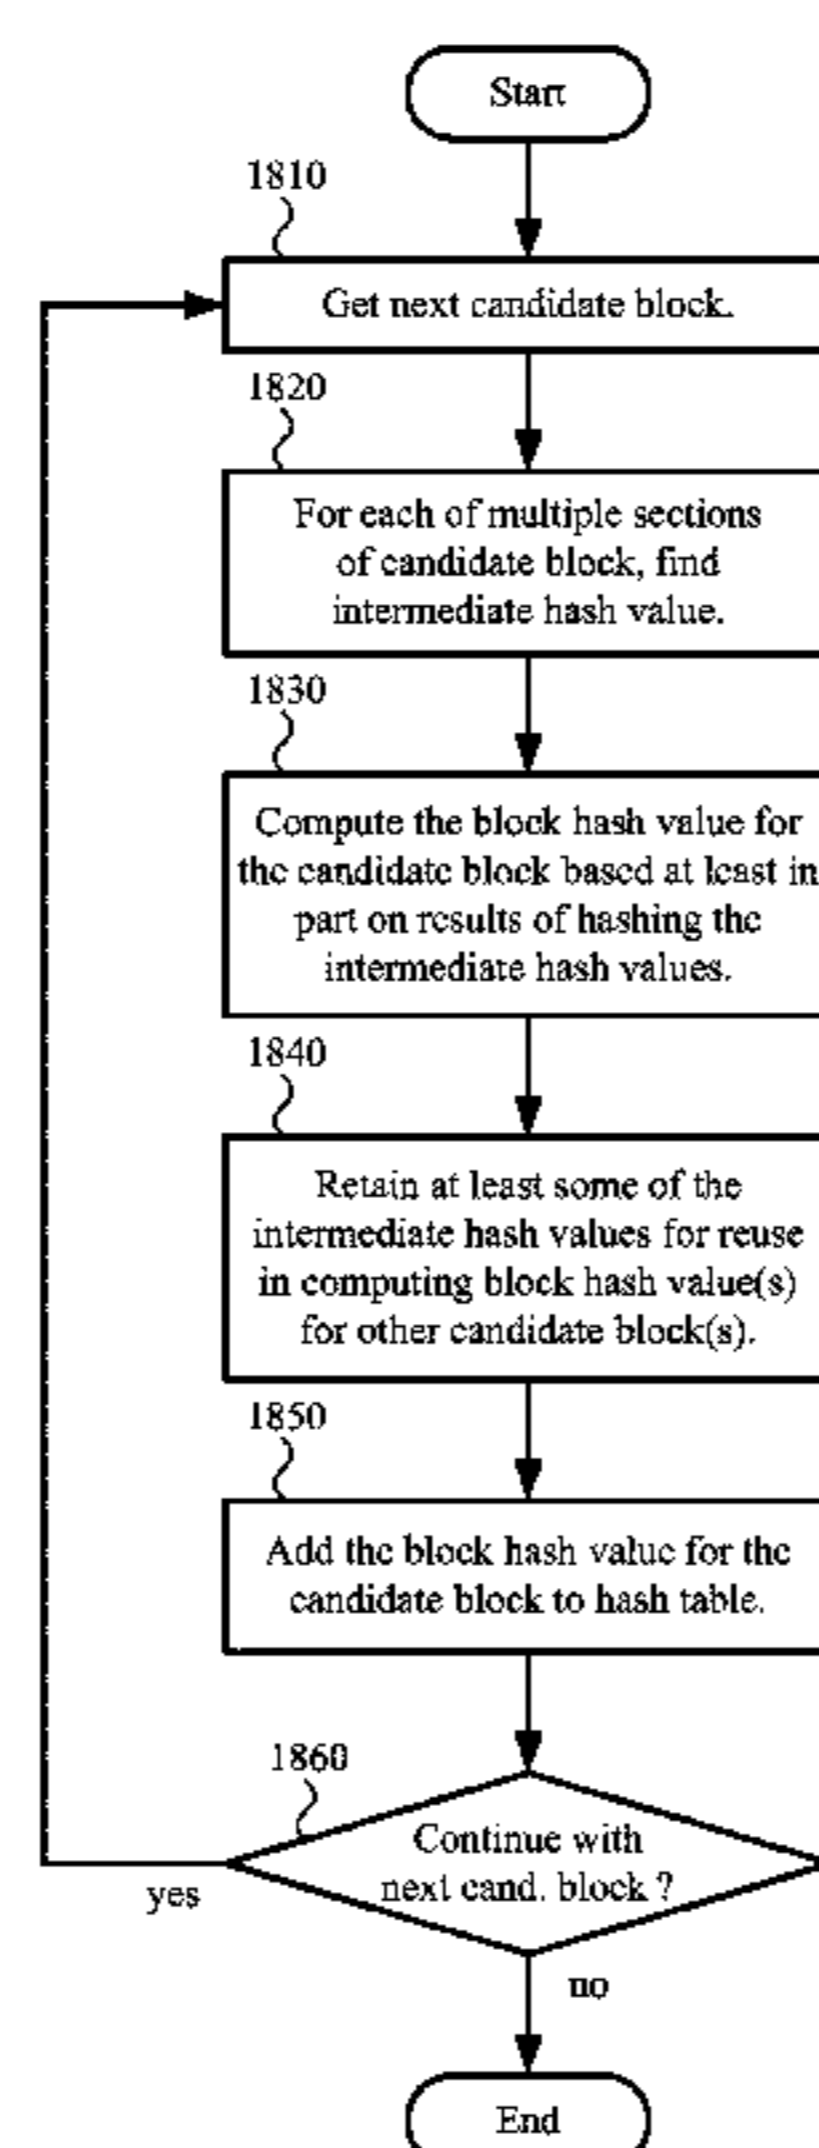 Start
1810
Get next candidate block.
1820
For each of multiple sections
of candidate block, find
intermediate hash value.
1830
Compute the block hash value for
the candidate block based at least in
part on results of hashing the
intermediate hash values.
1840
Retain at least some of the
intermediate hash values for reuse
in computing block hash value(s)
for other candidate block(s).
1850
Add the block hash value for the
candidate block to hash table.
1860
Continue with
next cand. block ?
yes
no
End